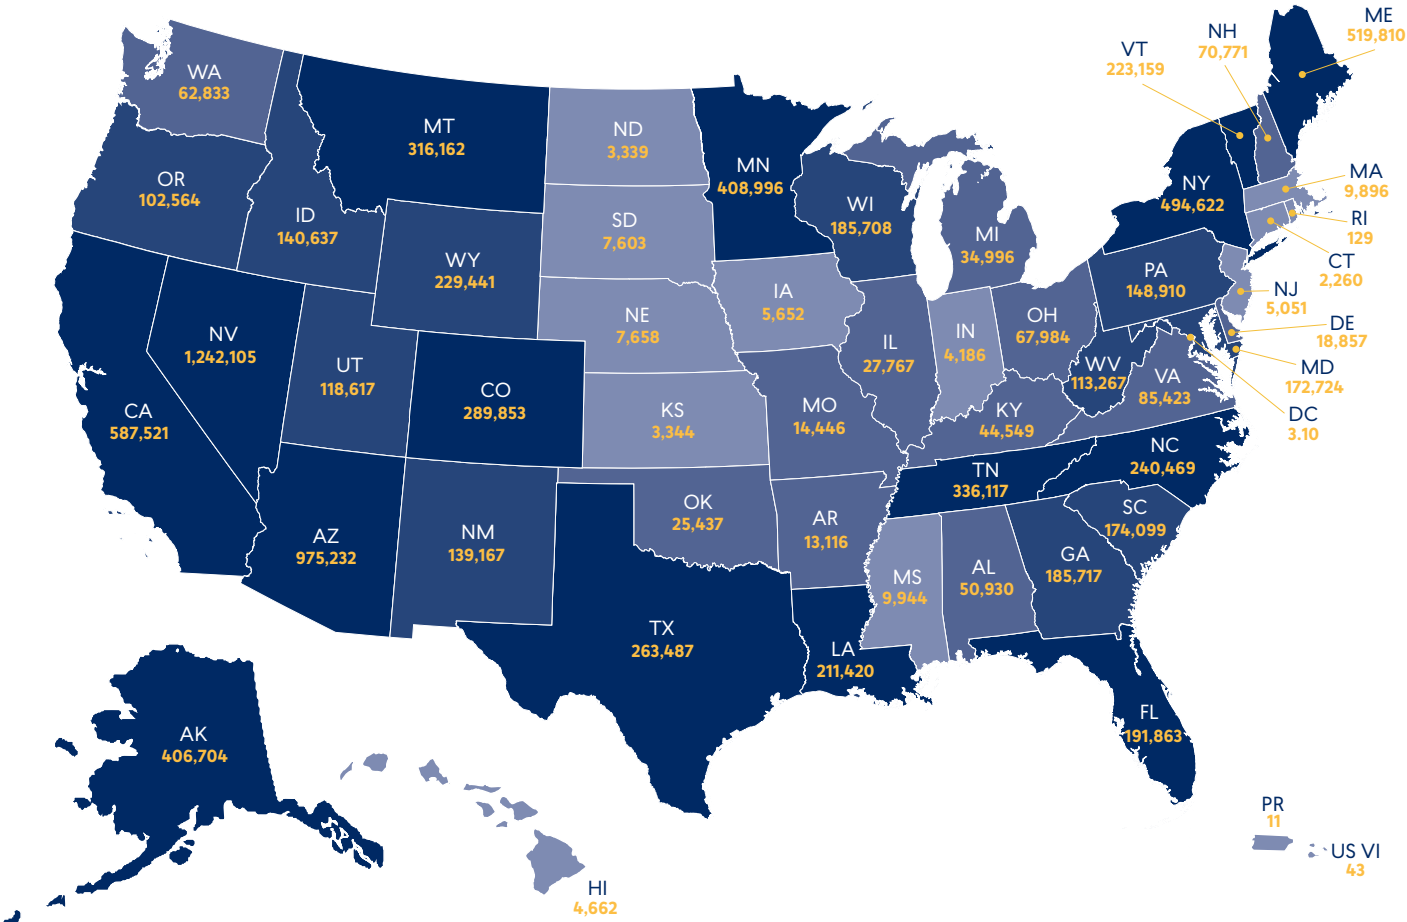 ME
519,810
NH
70,771
VT
223,159
WA
62,833
MT
316,162
ND
3,339
MN
408,996
OR
102,564
ID
140,637
SD
7,603
WI
185,708
MI
34,996
NY
494,622
MA
9,896
RI
129
CT
2,260
WY
229,441
IA
5,652
PA
148,910
NJ
5,051
NV
1,242,105
UT
118,617
NE
7,658
IL
27,767
IN
4,186
OH
67,984
DE
18,857
MD
172,724
WV
113,267
VA
85,423
DC
3.10
CA
587,521
CO
289,853
KS
3,344
MO
14,446
KY
44,549
NC
240,469
TN
336,117
AZ
975,232
NM
139,167
OK
25,437
AR
13,116
SC
174,099
GA
185,717
MS
9,944
AL
50,930
TX
263,487
LA
211,420
FL
191,863
AK
406,704
HI
4,662
PR
11
US VI
43